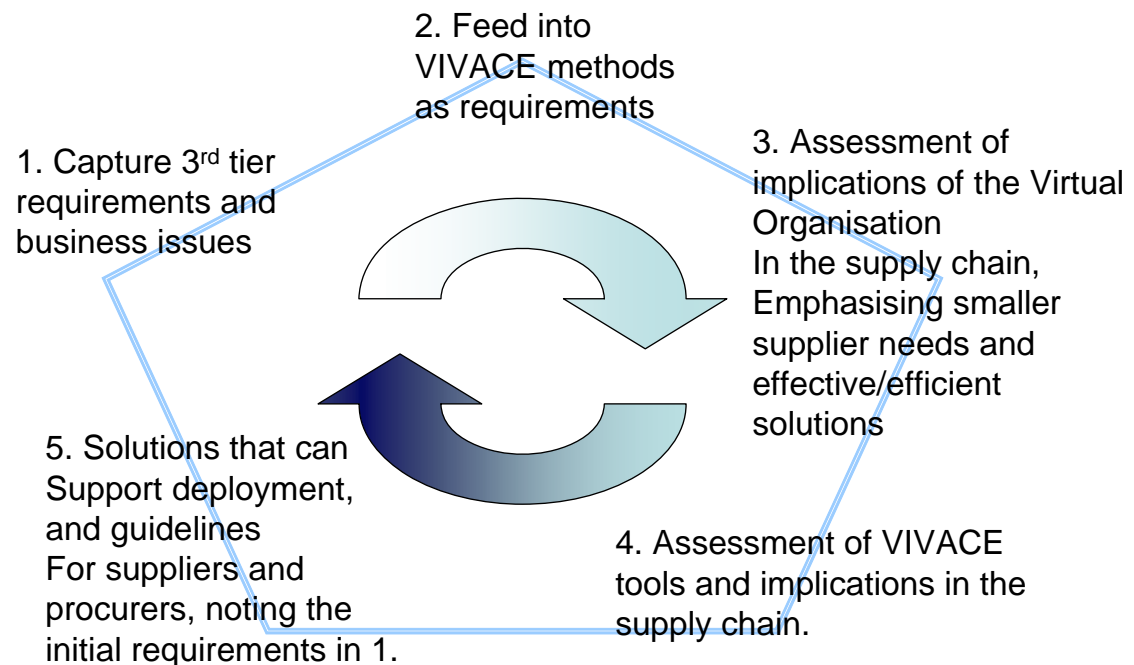 2. Feed into
VIVACE methods
as requirements
1. Capture 3rd tier
requirements and
business issues
3. Assessment of
implications of the Virtual
Organisation
In the supply chain,
Emphasising smaller
supplier needs and
effective/efficient
solutions
5. Solutions that can
Support deployment,
and guidelines
For suppliers and
procurers, noting the
initial requirements in 1.
4. Assessment of VIVACE
tools and implications in the
supply chain.